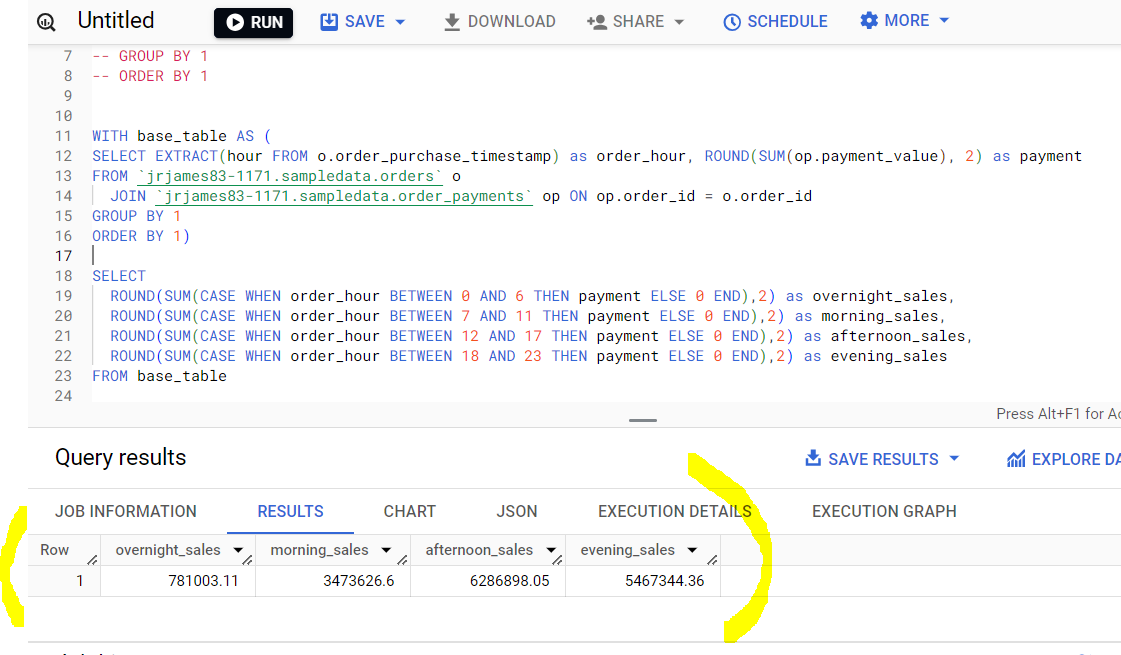 Untitled RUN SAVE DOWNLOAD SHARE SCHEDULE MORE
7 -- GROUP BY 1
8 -- ORDER BY 1
9
10
11 WITH base_table AS (
12 SELECT EXTRACT(hour FROM o.order_purchase_timestamp) as order_hour, ROUND(SUM(op.payment_value), 2) as payment
13 FROM `jrjames83-1171.sampledata.orders` o
14 JOIN `jrjames83-1171.sampledata.order_payments` op ON op.order_id = o.order_id
15 GROUP BY 1
16 ORDER BY 1)
17
18 SELECT
19 ROUND(SUM(CASE WHEN order_hour BETWEEN 0 AND 6 THEN payment ELSE 0 END),2) as overnight_sales,
20 ROUND(SUM(CASE WHEN order_hour BETWEEN 7 AND 11 THEN payment ELSE 0 END),2) as morning_sales,
21 ROUND(SUM(CASE WHEN order_hour BETWEEN 12 AND 17 THEN payment ELSE 0 END),2) as afternoon_sales,
22 ROUND(SUM(CASE WHEN order_hour BETWEEN 18 AND 23 THEN payment ELSE 0 END),2) as evening_sales
23 FROM base_table
24
Press Alt+F1 for Ac
Query results SAVE RESULTS EXPLORE DA
JOB INFORMATION RESULTS CHART JSON EXECUTION DETAILS EXECUTION GRAPH
Row overnight_sales morning_sales afternoon_sales evening_sales
1 781003.11 3473626.6 6286898.05 5467344.36